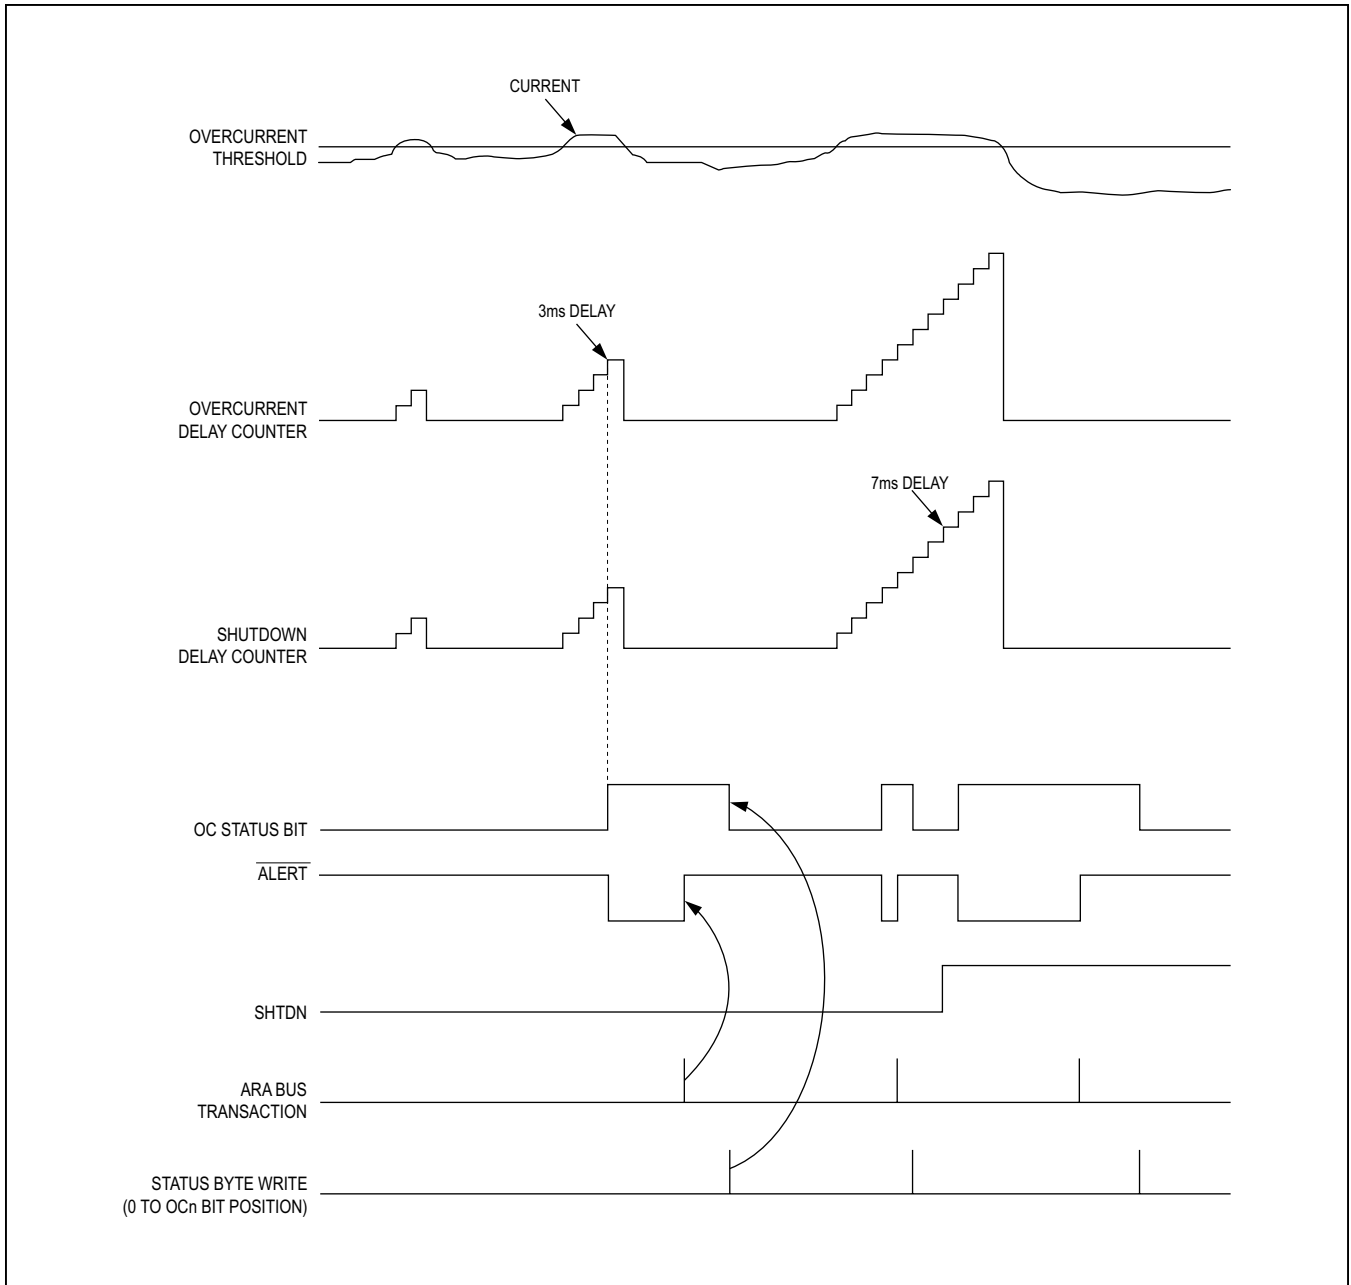 CURRENT
OVERCURRENT
THRESHOLD
3ms DELAY
OVERCURRENT
DELAY COUNTER
7ms DELAY
SHUTDOWN
DELAY COUNTER
OC STATUS BIT
ALERT
SHTDN
ARA BUS
TRANSACTION
STATUS BYTE WRITE
(0 TO OCn BIT POSITION)